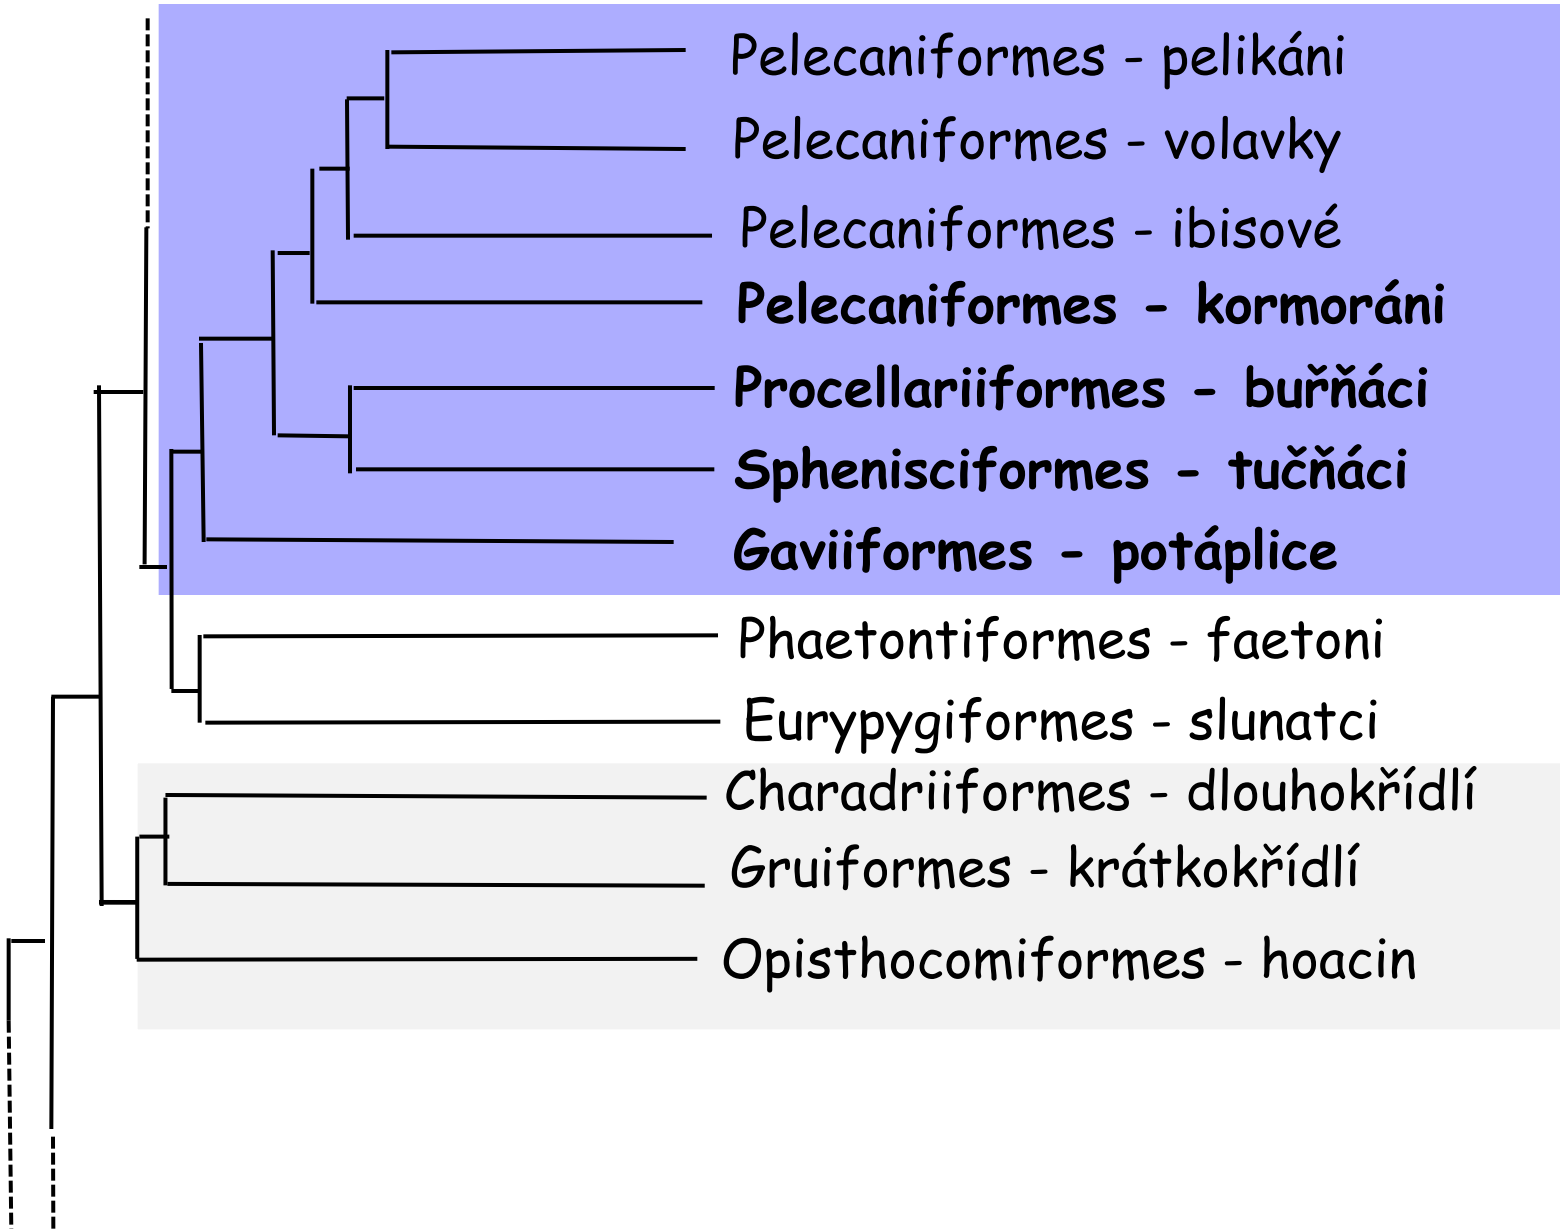 Pelecaniformes - pelikáni
Pelecaniformes - volavky
Pelecaniformes - ibisové
Pelecaniformes - kormoráni
Procellariiformes - buřňáci
Sphenisciformes - tučňáci
Gaviiformes - potáplice
Phaetontiformes - faetoni
Eurypygiformes - slunatci
Charadriiformes - dlouhokřídlí
Gruiformes - krátkokřídlí
Opisthocomiformes - hoacin